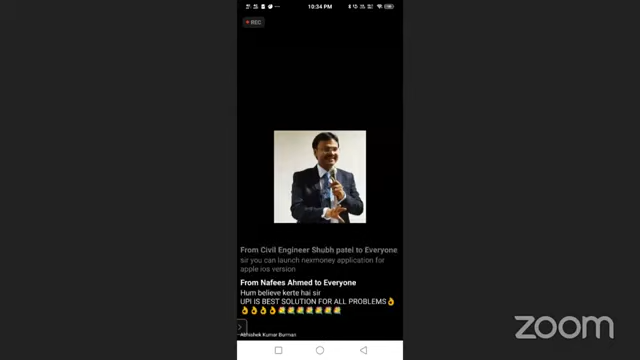 10:34 PM
REC
From Civil Engineer Shubh patel to Everyone
sir you can launch nexmoney application for
apple ios version
From Nafees Ahmed to Everyone
Hum believe kerte hai sir
UPI IS BEST SOLUTION FOR ALL PROBLEMS👌
👌👌👌👌💐💐💐💐💐💐💐
Abhishek Kumar Burman
zoom